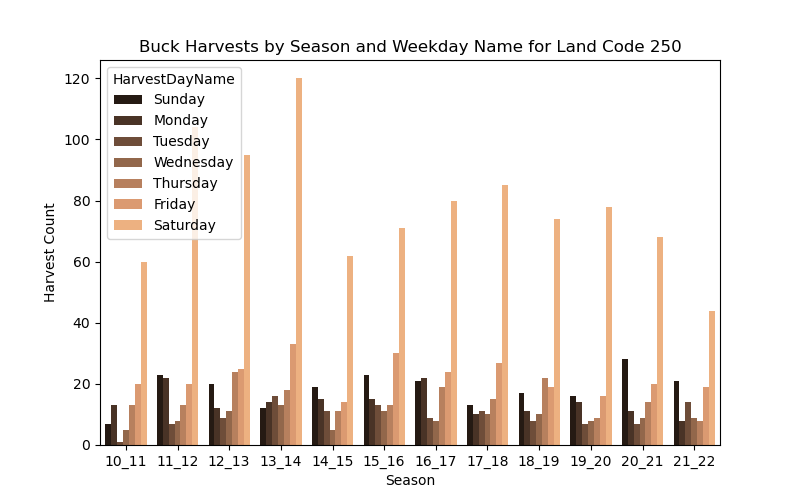 Buck Harvests by Season and Weekday Name for Land Code 250
HarvestDayName
Sunday
Monday
Tuesday
Wednesday
Thursday
Friday
Saturday
120
100
80
60
40
20
0
Harvest Count
10_11 11_12 12_13 13_14 14_15 15_16 16_17 17_18 18_19 19_20 20_21 21_22
Season